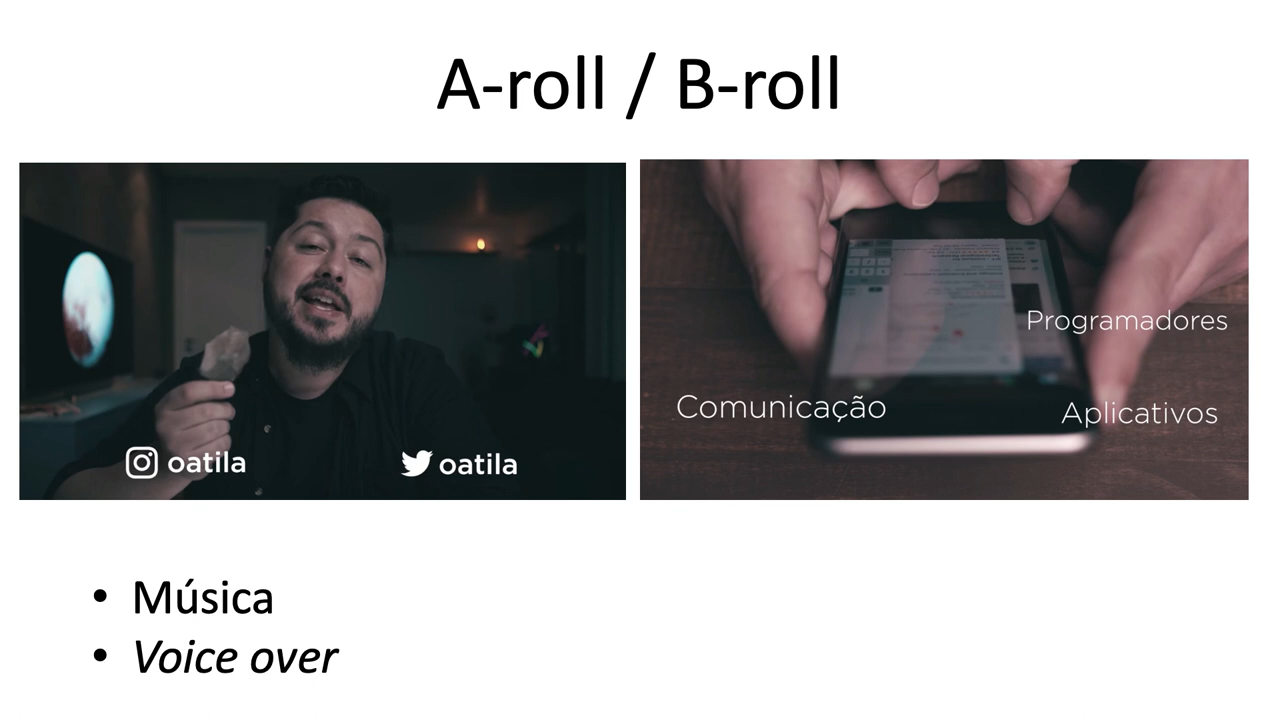 A-roll / B-roll
oatila
oatila
Programadores
Comunicação
Aplicativos
• Música
• Voice over